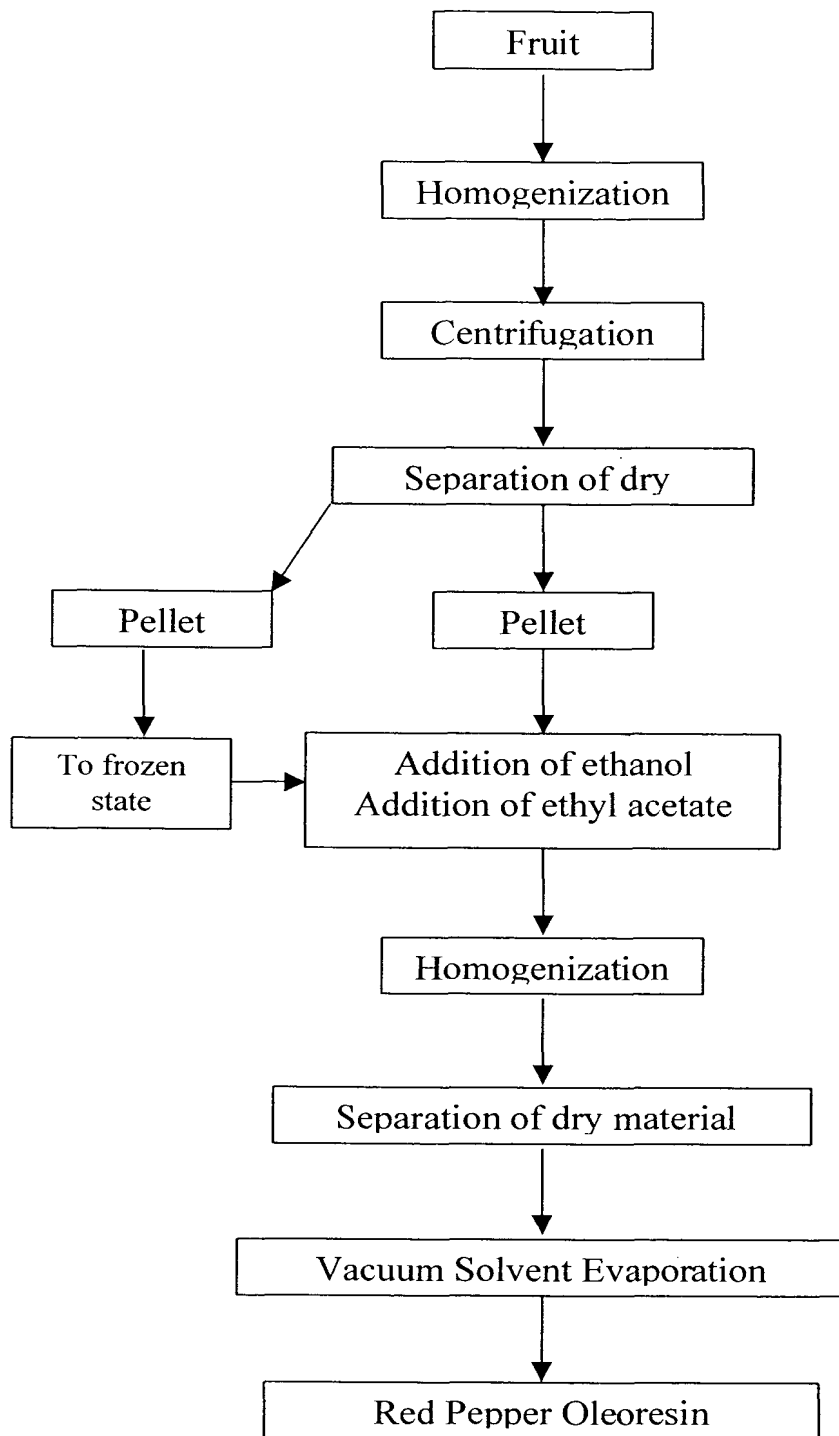 Fruit
Homogenization
Centrifugation
Separation of dry
Pellet
Pellet
To frozen
state
Addition of ethanol
Addition of ethyl acetate
Homogenization
Separation of dry material
Vacuum Solvent Evaporation
Red Pepper Oleoresin